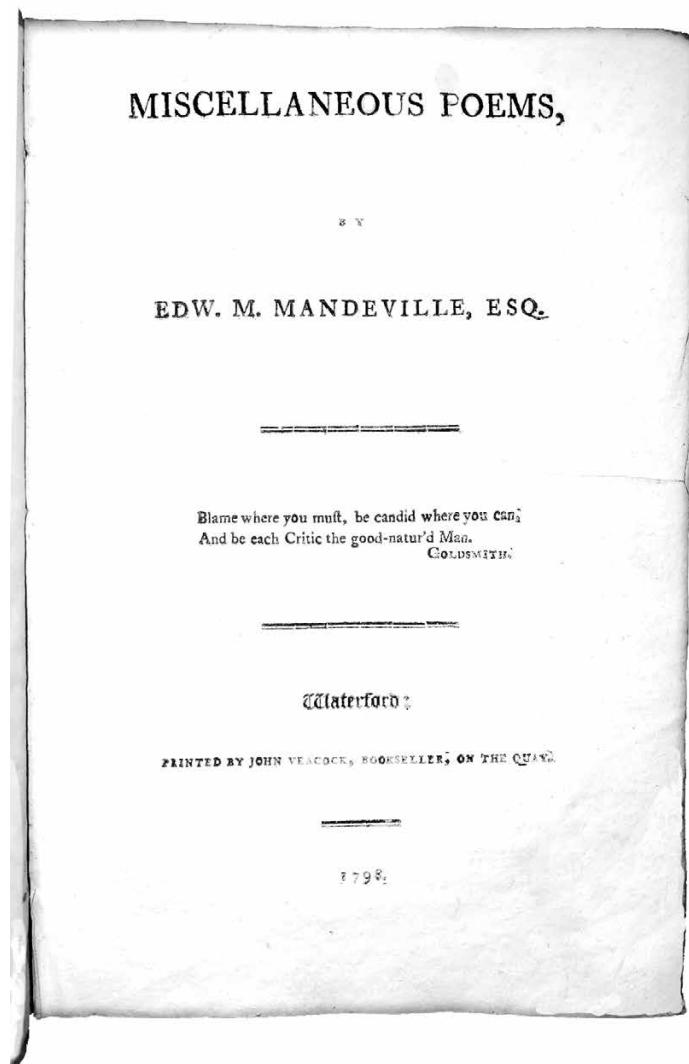 MISCELLANEOUS POEMS,
BY
EDW. M. MANDEVILLE, ESQ.
Blame where you muſt, be candid where you can;
And be each Critic the good-natur'd Man.
GOLDSMITH.
Waterford:
PRINTED BY JOHN VEACOCK, BOOKSELLER, ON THE QUAY.
1798.